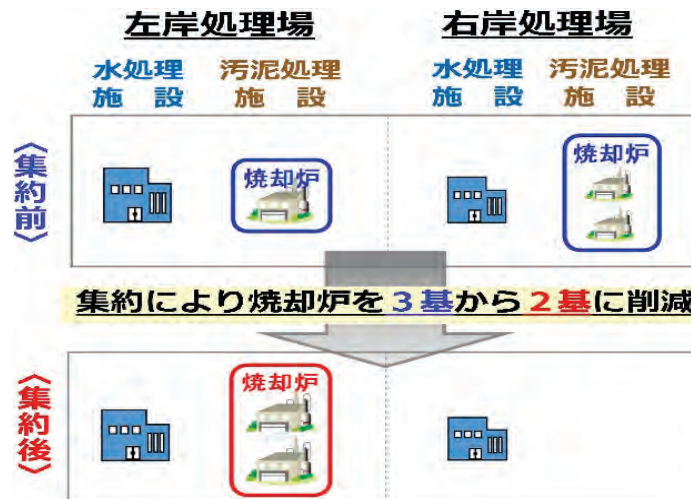 左岸処理場
右岸処理場
水処理
施　設
汚泥処理
施　設
水処理
施　設
汚泥処理
施　設
〈集約前〉
焼却炉
焼却炉
集約により焼却炉を３基から２基に削減
〈集約後〉
焼却炉